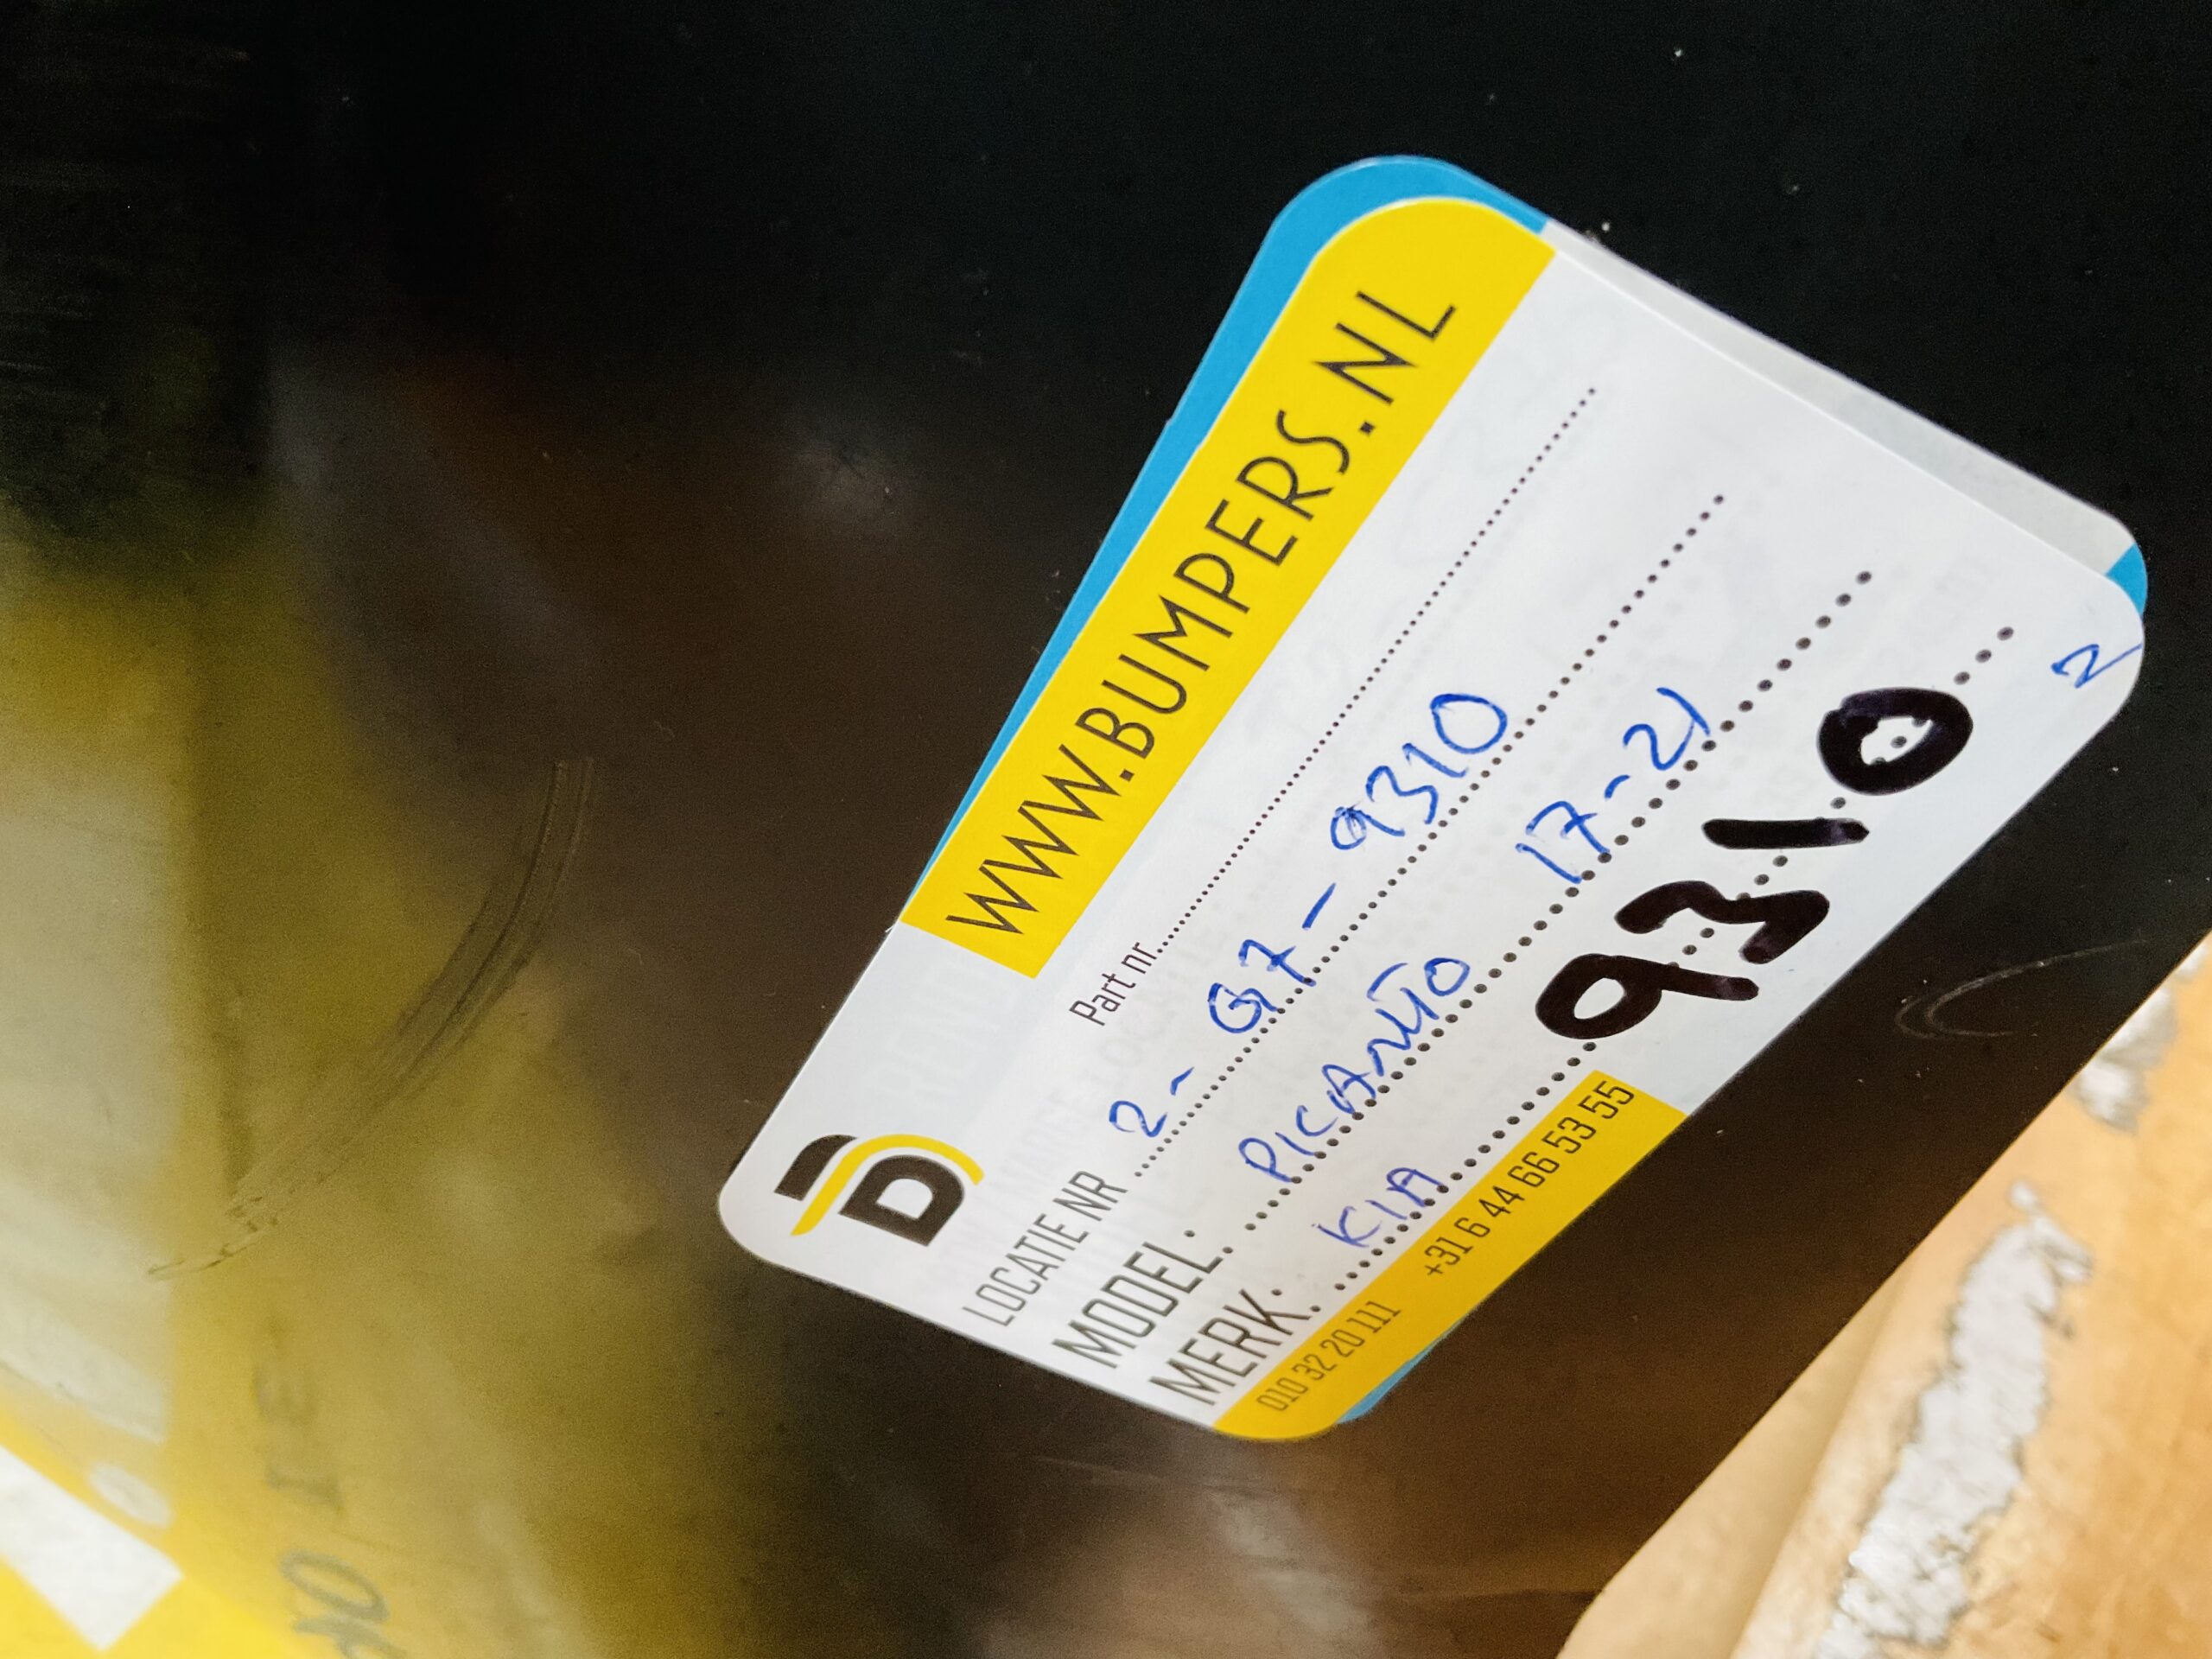 WWW.BUMPERS.NL
Part nr.
LOCATIE NR 2 - G7 - 9310
MODEL: PICANTO 17-21
MERK: KIA
9310
010 32 20 111 +31 6 44 66 53 55